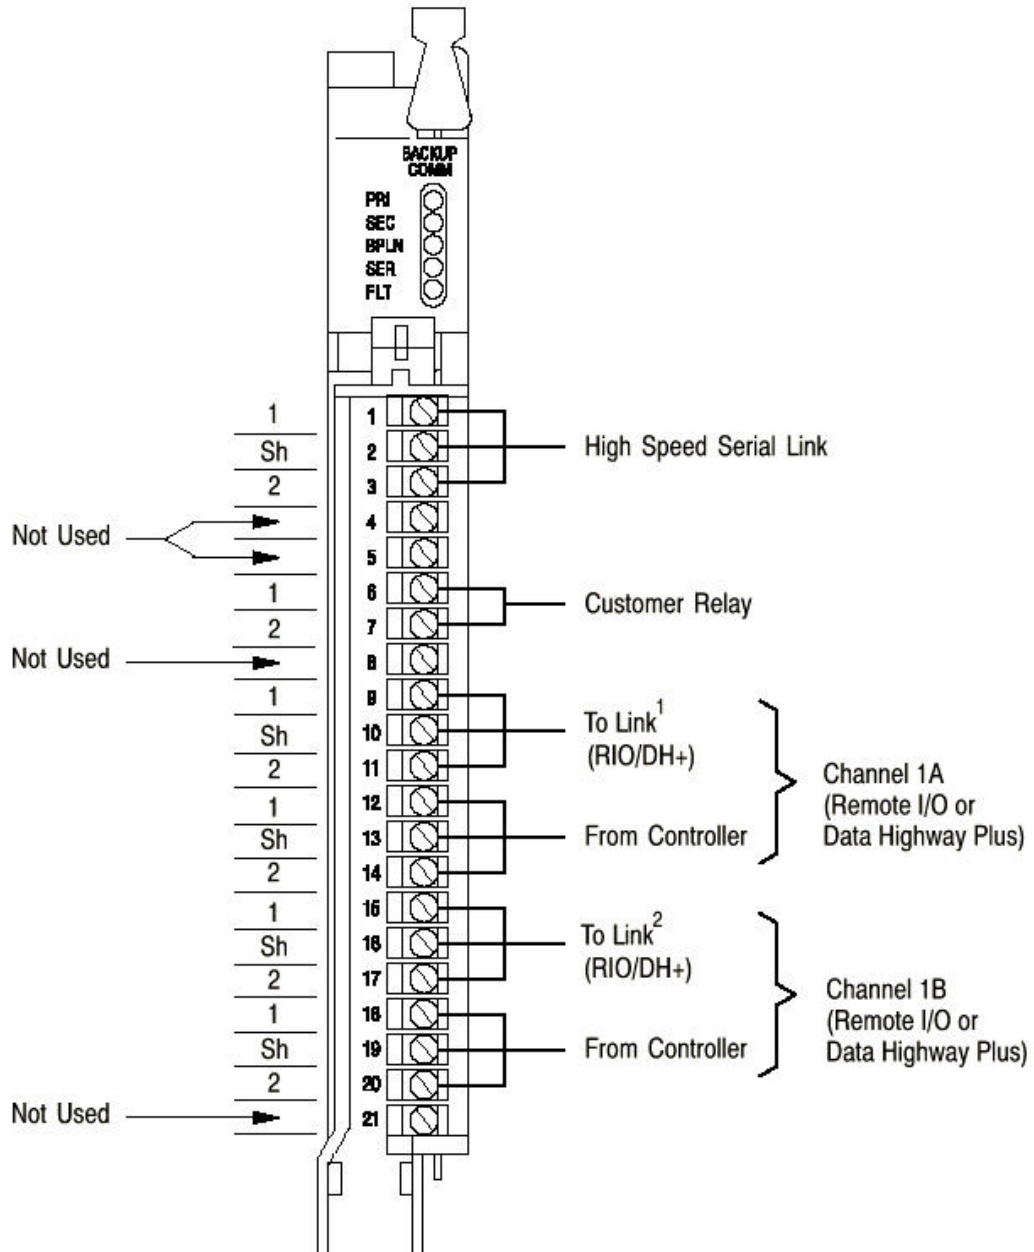 BACKUP
COMM
PRI
SEC
BPLN
SER
FLT
1 1
Sh 2 High Speed Serial Link
2 3
Not Used 4
5
1 6
Customer Relay
2 7
Not Used 8
1 9
Sh 10 To Link1
(RIO/DH+)
2 11
Channel 1A
(Remote I/O or
Data Highway Plus)
1 12
Sh 13 From Controller
2 14
1 15
Sh 16 To Link2
(RIO/DH+)
2 17
Channel 1B
(Remote I/O or
Data Highway Plus)
1 18
Sh 19 From Controller
2 20
Not Used 21